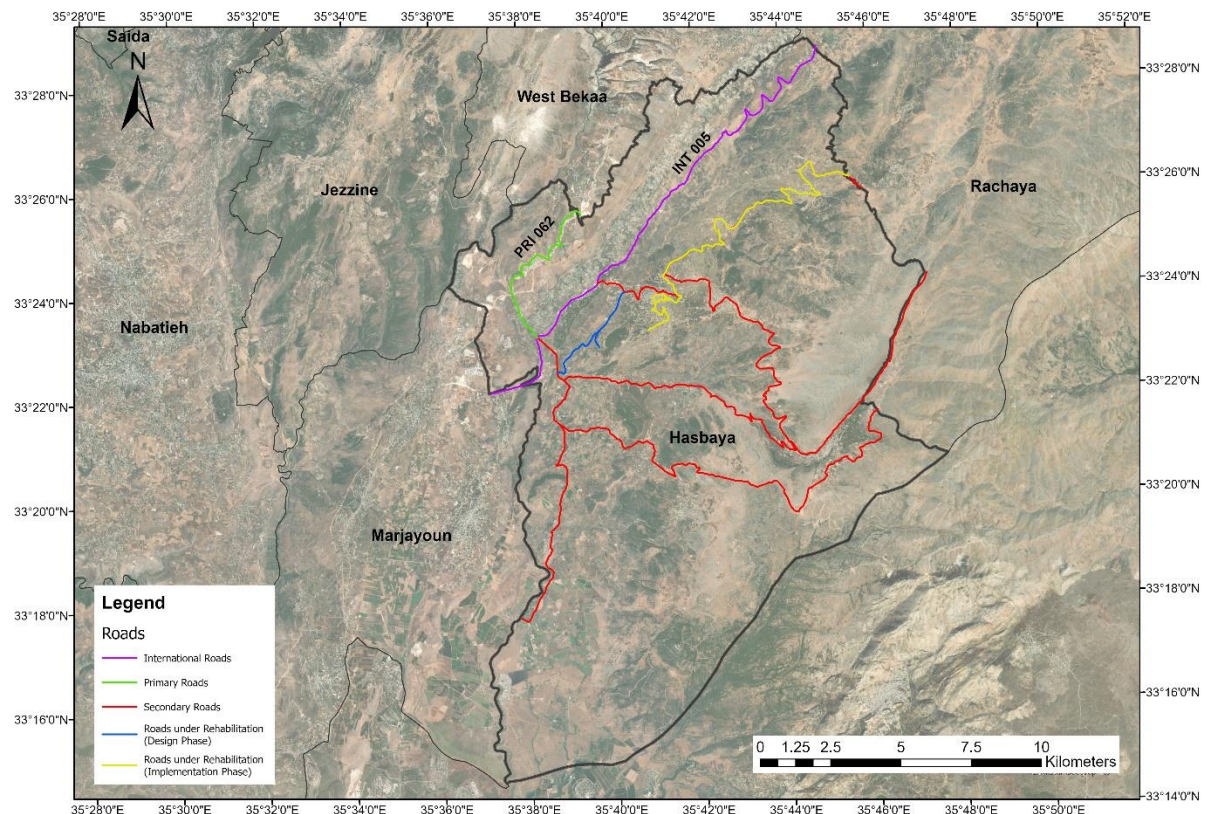 35°28'0"E
35°30'0"E
35°32'0"E
35°34'0"E
35°36'0"E
35°38'0"E
35°40'0"E
35°42'0"E
35°44'0"E
35°46'0"E
35°48'0"E
35°50'0"E
35°52'0"E
Saida
N
33°28'0"N
33°28'0"N
West Bekaa
INT 005
33°26'0"N
33°26'0"N
Jezzine
Rachaya
PRI 062
33°24'0"N
33°24'0"N
Nabatieh
33°22'0"N
33°22'0"N
Hasbaya
33°20'0"N
33°20'0"N
Marjayoun
33°18'0"N
33°18'0"N
33°16'0"N
33°16'0"N
33°14'0"N
Legend
Roads
International Roads
Primary Roads
Secondary Roads
Roads under Rehabilitation
(Design Phase)
Roads under Rehabilitation
(Implementation Phase)
0 1.25 2.5 5 7.5 10
Kilometers
35°28'0"E
35°30'0"E
35°32'0"E
35°34'0"E
35°36'0"E
35°38'0"E
35°40'0"E
35°42'0"E
35°44'0"E
35°46'0"E
35°48'0"E
35°50'0"E